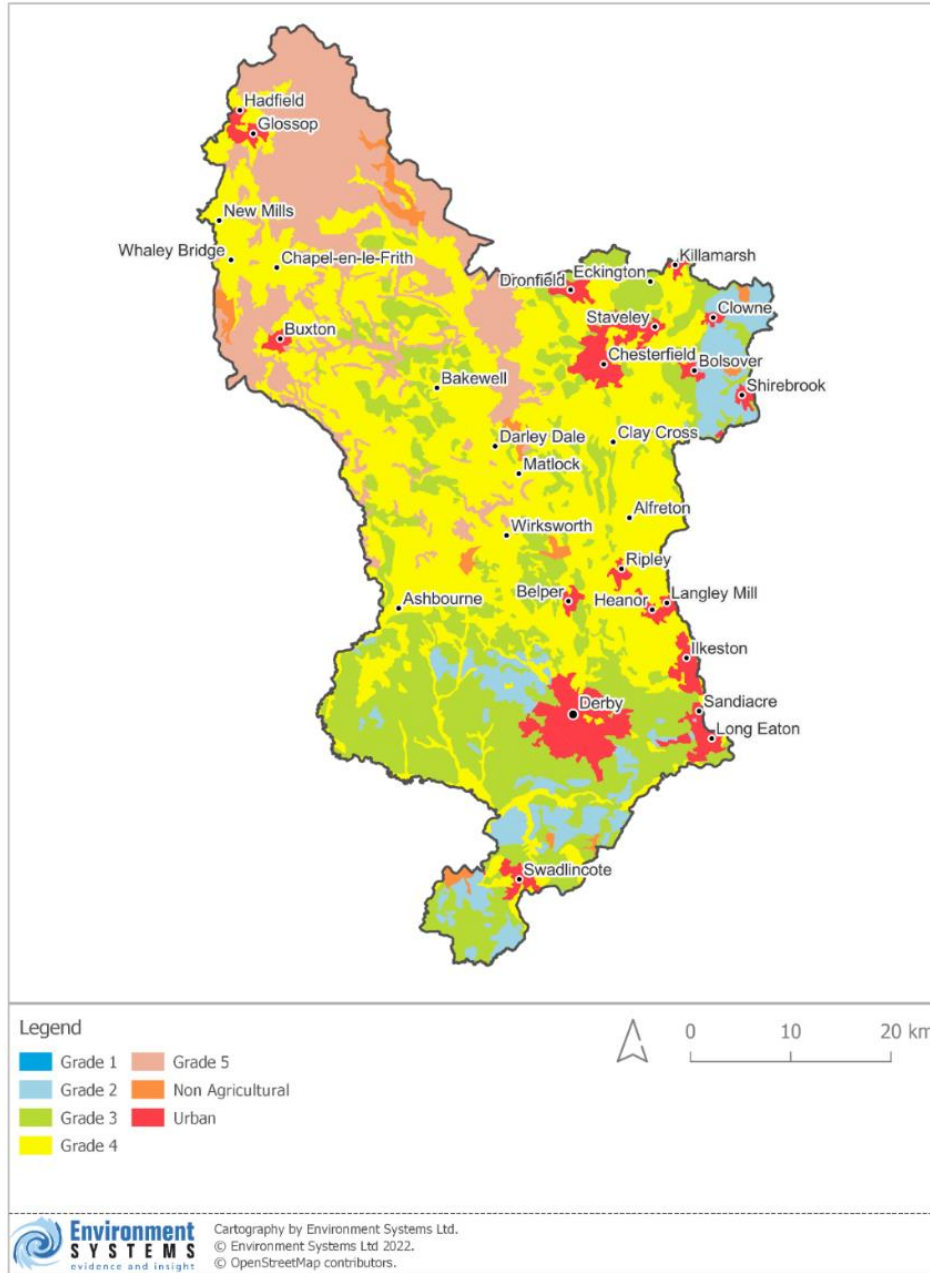 Hadfield
Glossop
New Mills
Whaley Bridge
Chapel-en-le-Frith
Killamarsh
Eckington
Dronfield
Clowne
Staveley
Buxton
Chesterfield
Bolsover
Bakewell
Shirebrook
Darley Dale
Clay Cross
Matlock
Alfreton
Wirksworth
Ripley
Belper
Langley Mill
Ashbourne
Heanor
Ilkeston
Derby
Sandiacre
Long Eaton
Swadlincote
Legend
Grade 1
Grade 2
Grade 3
Grade 4
Grade 5
Non Agricultural
Urban
0 10 20 km
Environment
SYSTEMS
evidence and insight
Cartography by Environment Systems Ltd.
© Environment Systems Ltd 2022.
© OpenStreetMap contributors.